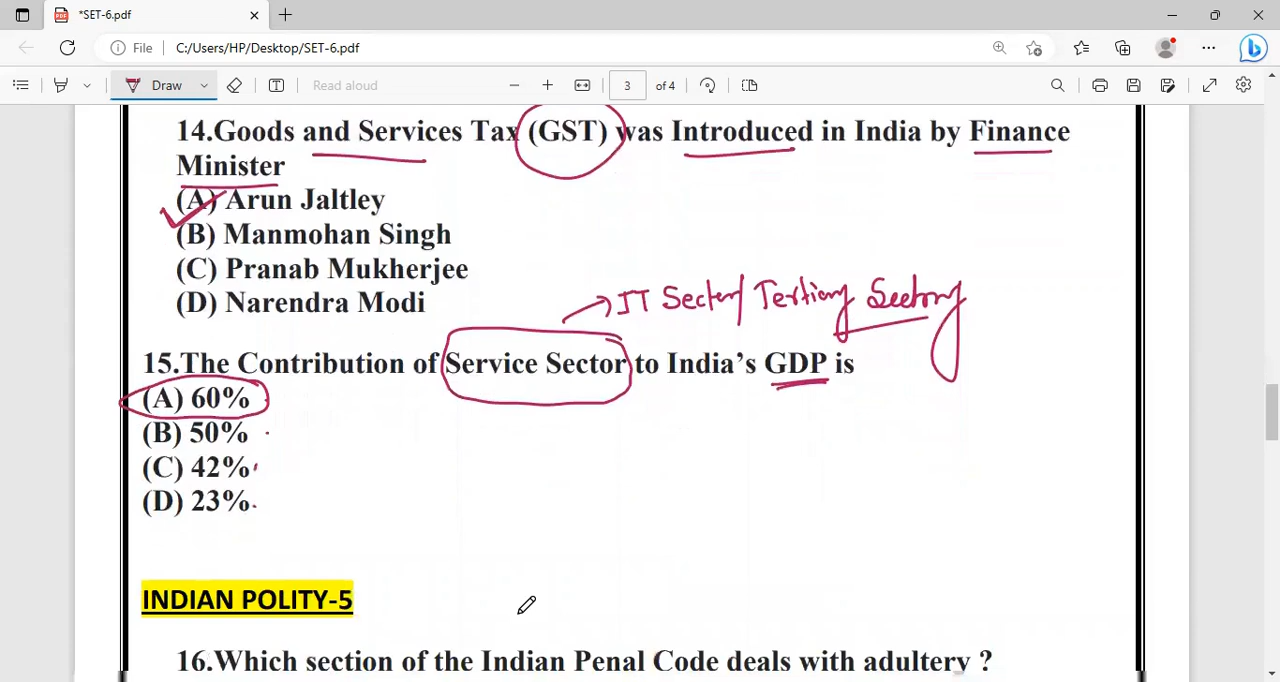 *SET-6.pdf
File C:/Users/HP/Desktop/SET-6.pdf
Draw Read aloud 3 of 4
14.Goods and Services Tax (GST) was Introduced in India by Finance
Minister
(A) Arun Jaltley
(B) Manmohan Singh
(C) Pranab Mukherjee
(D) Narendra Modi
IT Sector/ Tertiary Sectory
15.The Contribution of Service Sector to India's GDP is
(A) 60%
(B) 50%
(C) 42%
(D) 23%
INDIAN POLITY-5
16.Which section of the Indian Penal Code deals with adultery ?